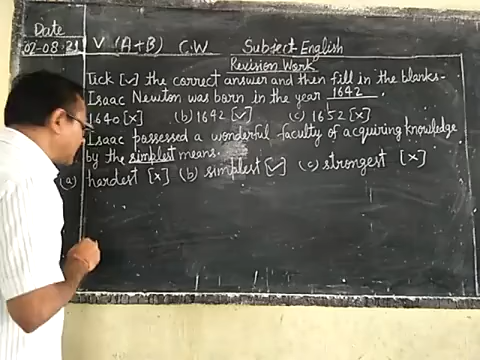 Date
02-08-21 V (A+B) C.W Subject English
Revision Work
Tick [✓] the correct answer and then fill in the blanks-
Isaac Newton was born in the year 1642.
1640 [x] (b) 1642 [✓] (c) 1652 [x]
Isaac possessed a wonderful faculty of acquiring knowledge
by the simplest means.
(a) hardest [x] (b) simplest [✓] (c) strongest [x]